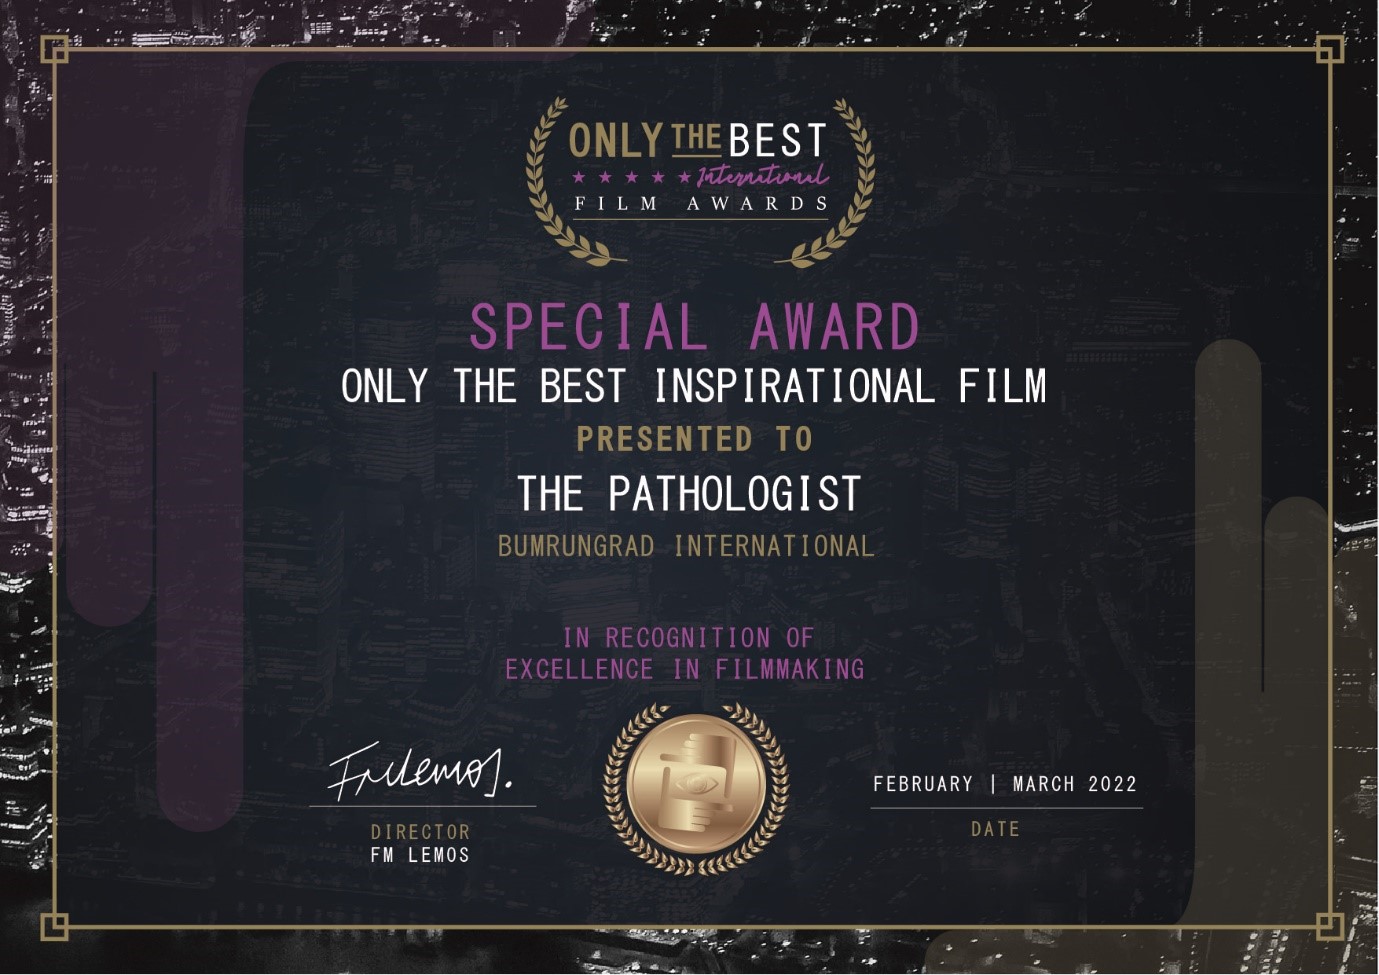 ONLY THE BEST
International
FILM AWARDS
SPECIAL AWARD
ONLY THE BEST INSPIRATIONAL FILM
PRESENTED TO
THE PATHOLOGIST
BUMRUNGRAD INTERNATIONAL
IN RECOGNITION OF
EXCELLENCE IN FILMMAKING
FMLemos.
FEBRUARY | MARCH 2022
DIRECTOR
DATE
FM LEMOS